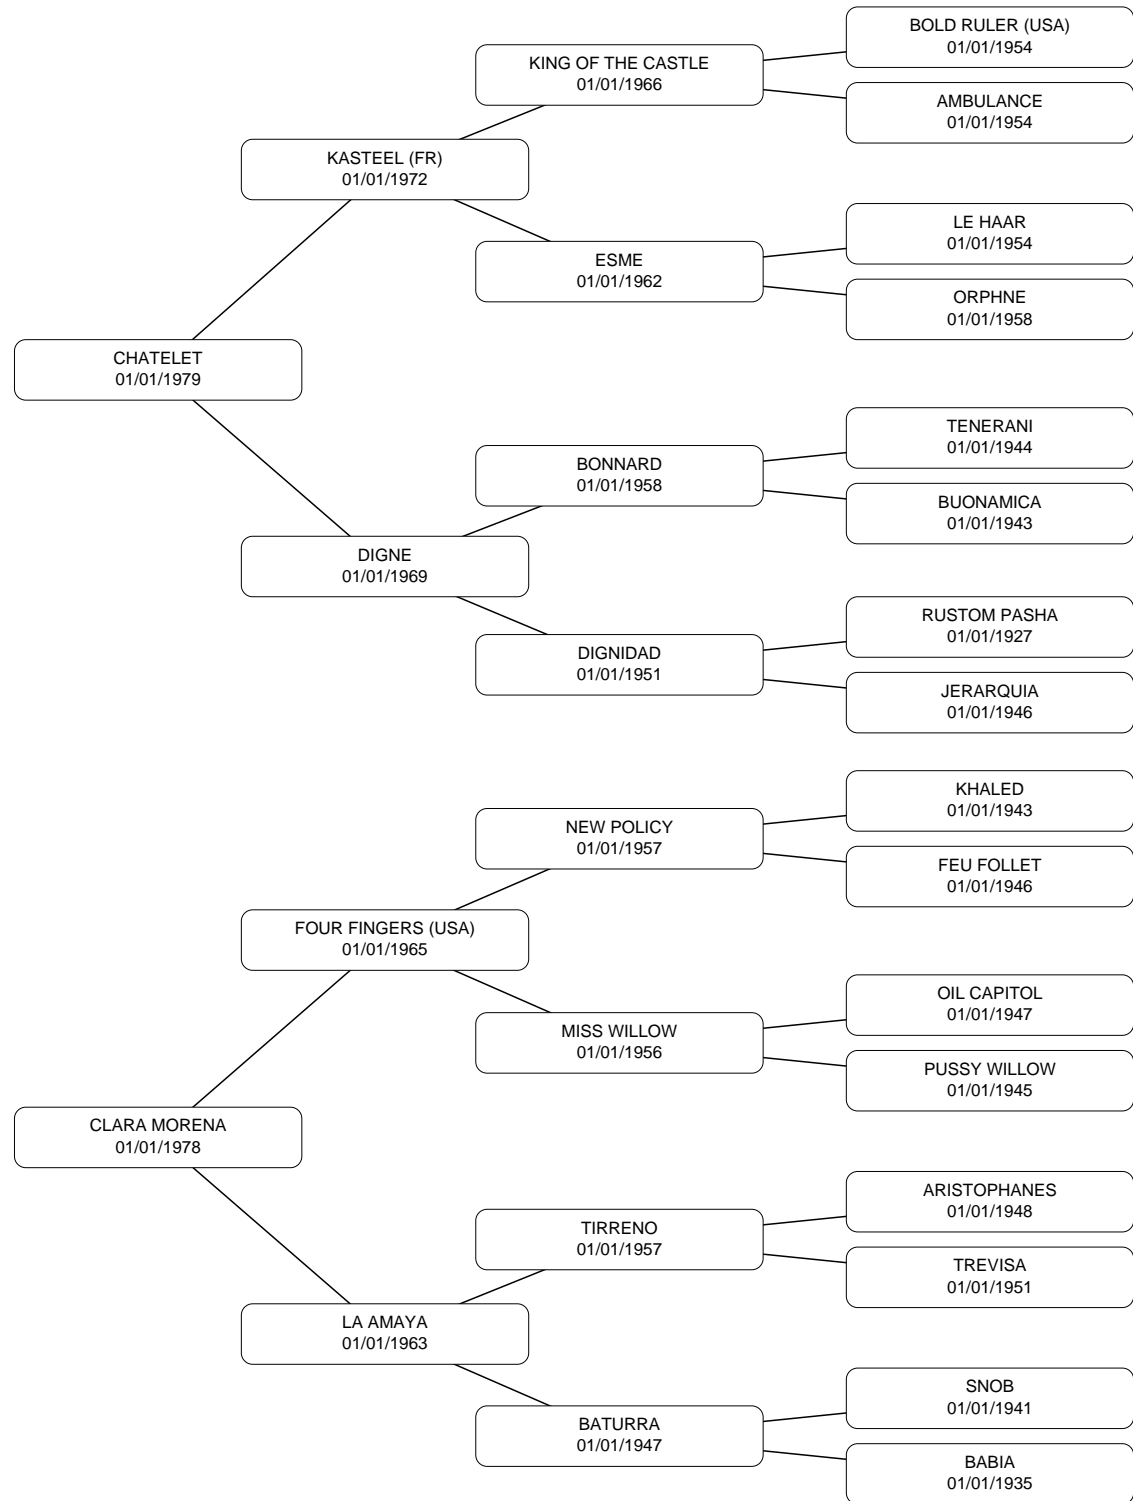 BOLD RULER (USA)
01/01/1954
KING OF THE CASTLE
01/01/1966
AMBULANCE
01/01/1954
KASTEEL (FR)
01/01/1972
LE HAAR
01/01/1954
ESME
01/01/1962
ORPHNE
01/01/1958
CHATELET
01/01/1979
TENERANI
01/01/1944
BONNARD
01/01/1958
BUONAMICA
01/01/1943
DIGNE
01/01/1969
RUSTOM PASHA
01/01/1927
DIGNIDAD
01/01/1951
JERARQUIA
01/01/1946
KHALED
01/01/1943
NEW POLICY
01/01/1957
FEU FOLLET
01/01/1946
FOUR FINGERS (USA)
01/01/1965
OIL CAPITOL
01/01/1947
MISS WILLOW
01/01/1956
PUSSY WILLOW
01/01/1945
CLARA MORENA
01/01/1978
ARISTOPHANES
01/01/1948
TIRRENO
01/01/1957
TREVISA
01/01/1951
LA AMAYA
01/01/1963
SNOB
01/01/1941
BATURRA
01/01/1947
BABIA
01/01/1935